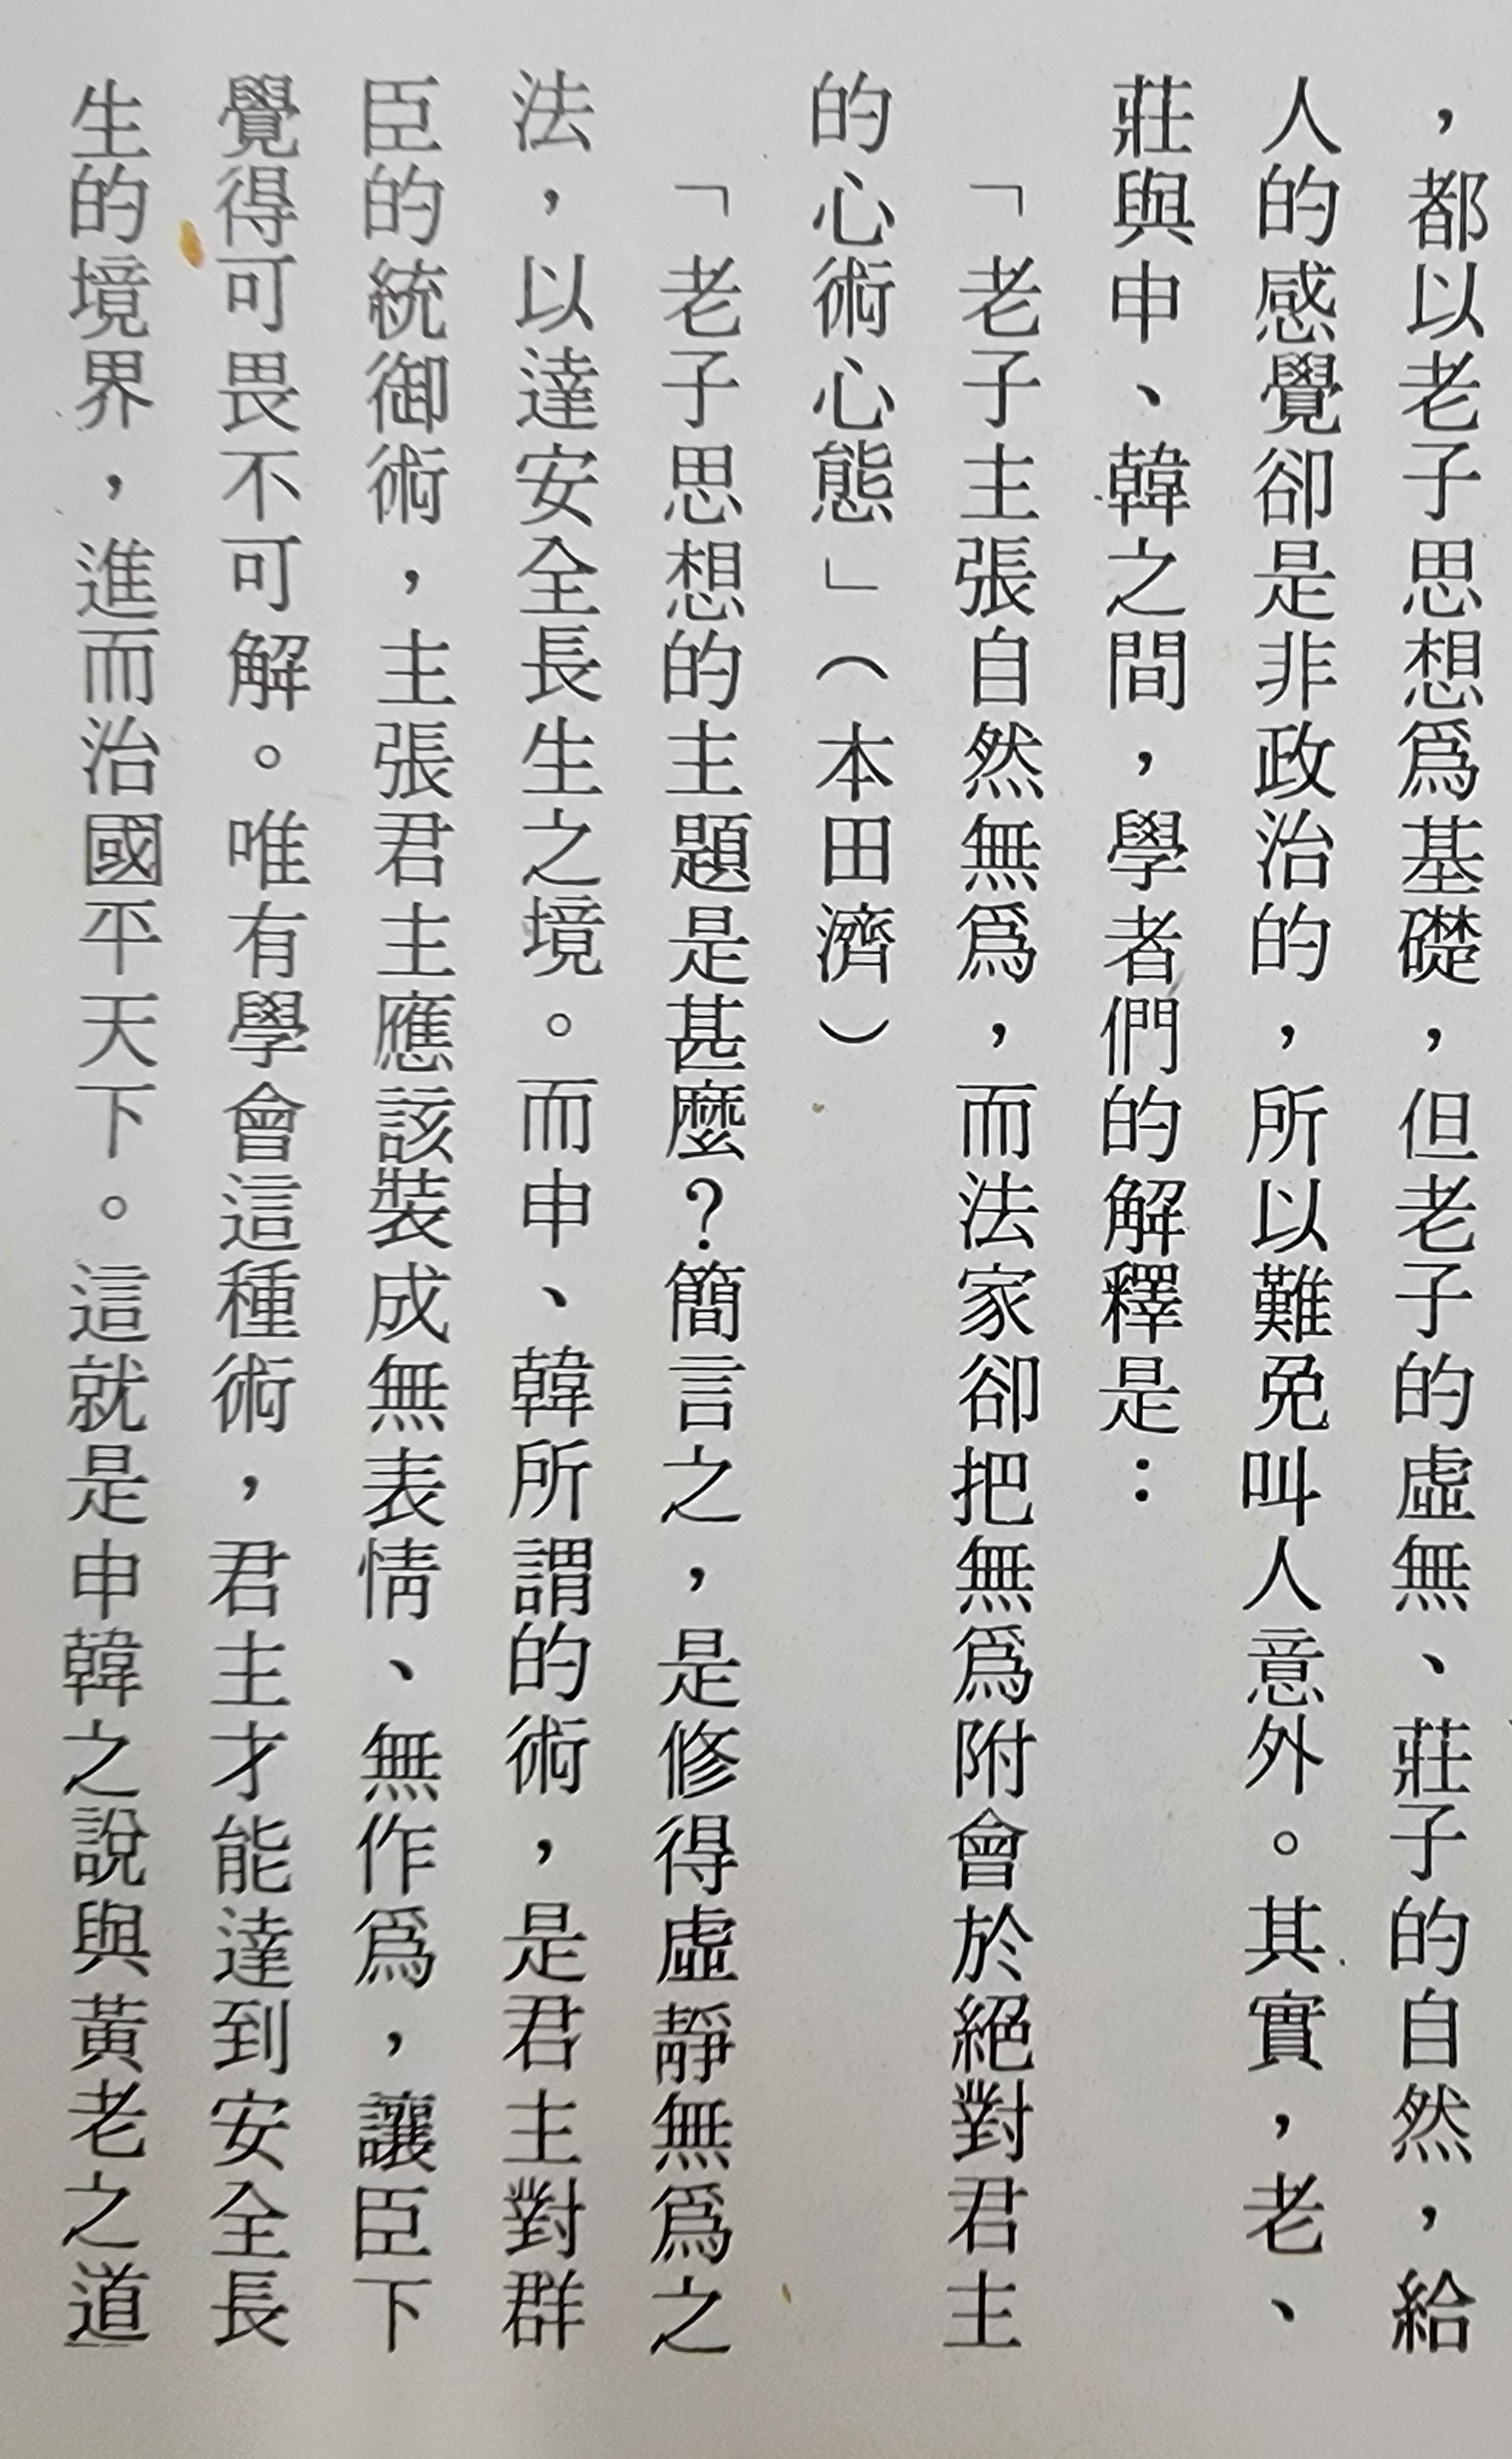 ，都以老子思想爲基礎，但老子的虛無、莊子的自然，給
人的感覺卻是非政治的，所以難免叫人意外。其實，老、
莊與申、韓之間，學者們的解釋是：
「老子主張自然無爲，而法家卻把無爲附會於絕對君主
的心術心態」（本田濟）
「老子思想的主題是甚麼？簡言之，是修得虛靜無爲之
法，以達安全長生之境。而申、韓所謂的術，是君主對群
臣的統御術，主張君主應該裝成無表情、無作爲，讓臣下
覺得可畏不可解。唯有學會這種術，君主才能達到安全長
生的境界，進而治國平天下。這就是申韓之說與黃老之道